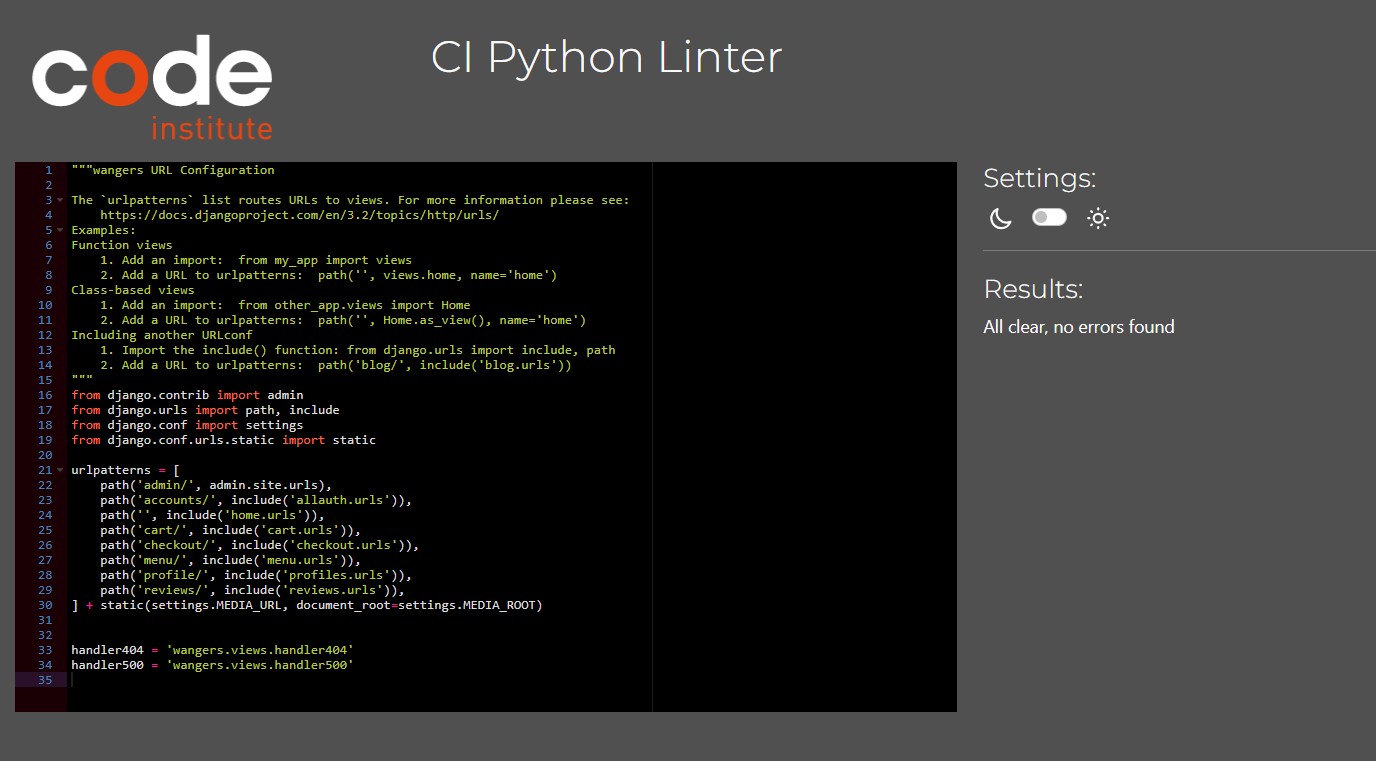 code
institute
CI Python Linter
1 """wangers URL Configuration
2
3 The `urlpatterns` list routes URLs to views. For more information please see:
4     https://docs.djangoproject.com/en/3.2/topics/http/urls/
5 Examples:
6 Function views
7     1. Add an import:  from my_app import views
8     2. Add a URL to urlpatterns:  path('', views.home, name='home')
9 Class-based views
10     1. Add an import:  from other_app.views import Home
11     2. Add a URL to urlpatterns:  path('', Home.as_view(), name='home')
12 Including another URLconf
13     1. Import the include() function: from django.urls import include, path
14     2. Add a URL to urlpatterns:  path('blog/', include('blog.urls'))
15 """
16 from django.contrib import admin
17 from django.urls import path, include
18 from django.conf import settings
19 from django.conf.urls.static import static
20
21 urlpatterns = [
22     path('admin/', admin.site.urls),
23     path('accounts/', include('allauth.urls')),
24     path('', include('home.urls')),
25     path('cart/', include('cart.urls')),
26     path('checkout/', include('checkout.urls')),
27     path('menu/', include('menu.urls')),
28     path('profile/', include('profiles.urls')),
29     path('reviews/', include('reviews.urls')),
30 ] + static(settings.MEDIA_URL, document_root=settings.MEDIA_ROOT)
31
32
33 handler404 = 'wangers.views.handler404'
34 handler500 = 'wangers.views.handler500'
35
Settings:
Results:
All clear, no errors found